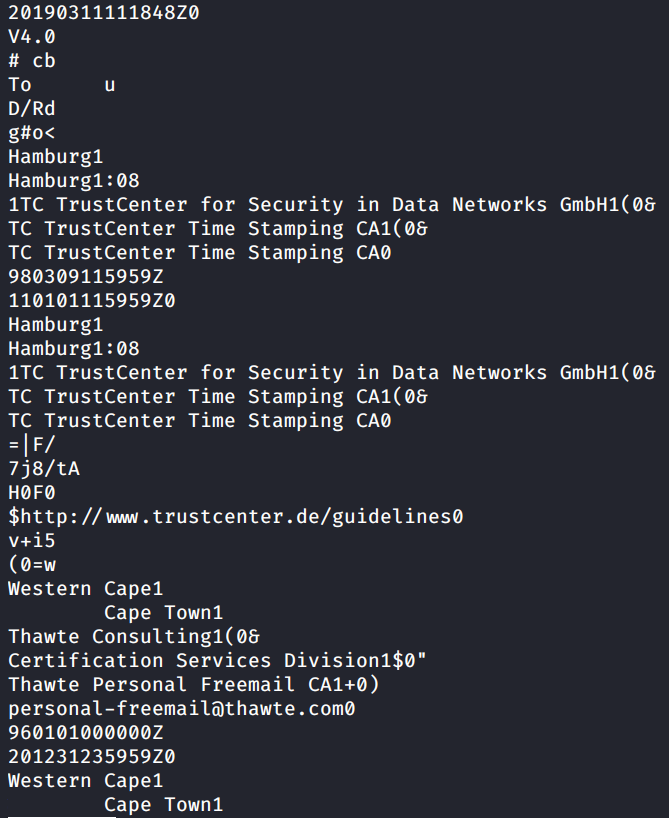 20190311111848Z0
V4.0
# cb
To      u
D/Rd
g#o<
Hamburg1
Hamburg1:08
1TC TrustCenter for Security in Data Networks GmbH1(0&
TC TrustCenter Time Stamping CA1(0&
TC TrustCenter Time Stamping CA0
980309115959Z
110101115959Z0
Hamburg1
Hamburg1:08
1TC TrustCenter for Security in Data Networks GmbH1(0&
TC TrustCenter Time Stamping CA1(0&
TC TrustCenter Time Stamping CA0
=|F/
7j8/tA
H0F0
$http://www.trustcenter.de/guidelines0
v+i5
(0=w
Western Cape1
        Cape Town1
Thawte Consulting1(0&
Certification Services Division1$0"
Thawte Personal Freemail CA1+0)
personal-freemail@thawte.com0
960101000000Z
201231235959Z0
Western Cape1
        Cape Town1